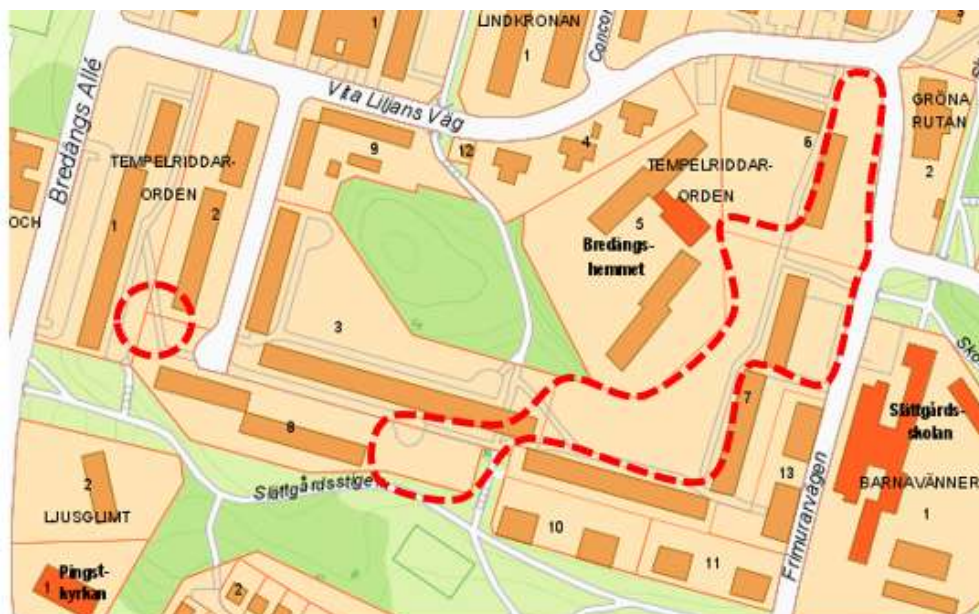 1
LINDKRONAN
1
Concor
Bredängs Allé
Vita Liljans Väg
GRÖNA
RUTAN
2
TEMPELRIDDAR-
ORDEN
9
12
4
6
TEMPELRIDDAR-
ORDEN
OCH
1
2
5
Bredängs-
hemmet
3
7
8
Slättgårdsstige
Slättgårds-
skolan
BARNAVÄNNER
1
13
2
LJUSGLIMT
10
11
Frimurarvägen
Pingst-
kyrkan
1
2